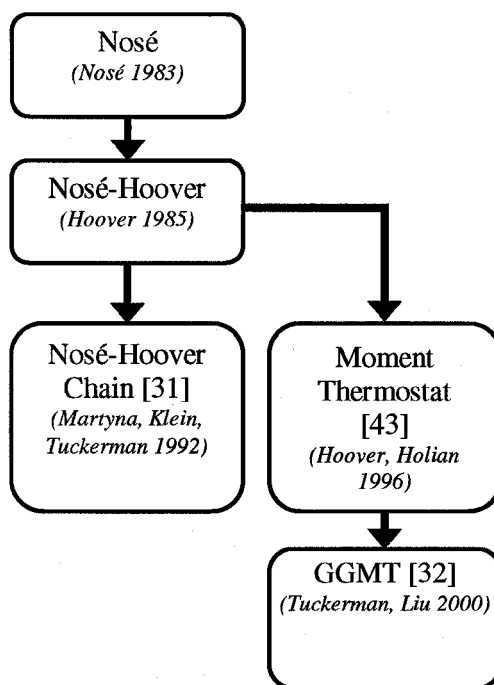 Nosé
(Nosé 1983)
Nosé-Hoover
(Hoover 1985)
Nosé-Hoover
Chain [31]
(Martyna, Klein,
Tuckerman 1992)
Moment
Thermostat
[43]
(Hoover, Holian
1996)
GGMT [32]
(Tuckerman, Liu 2000)